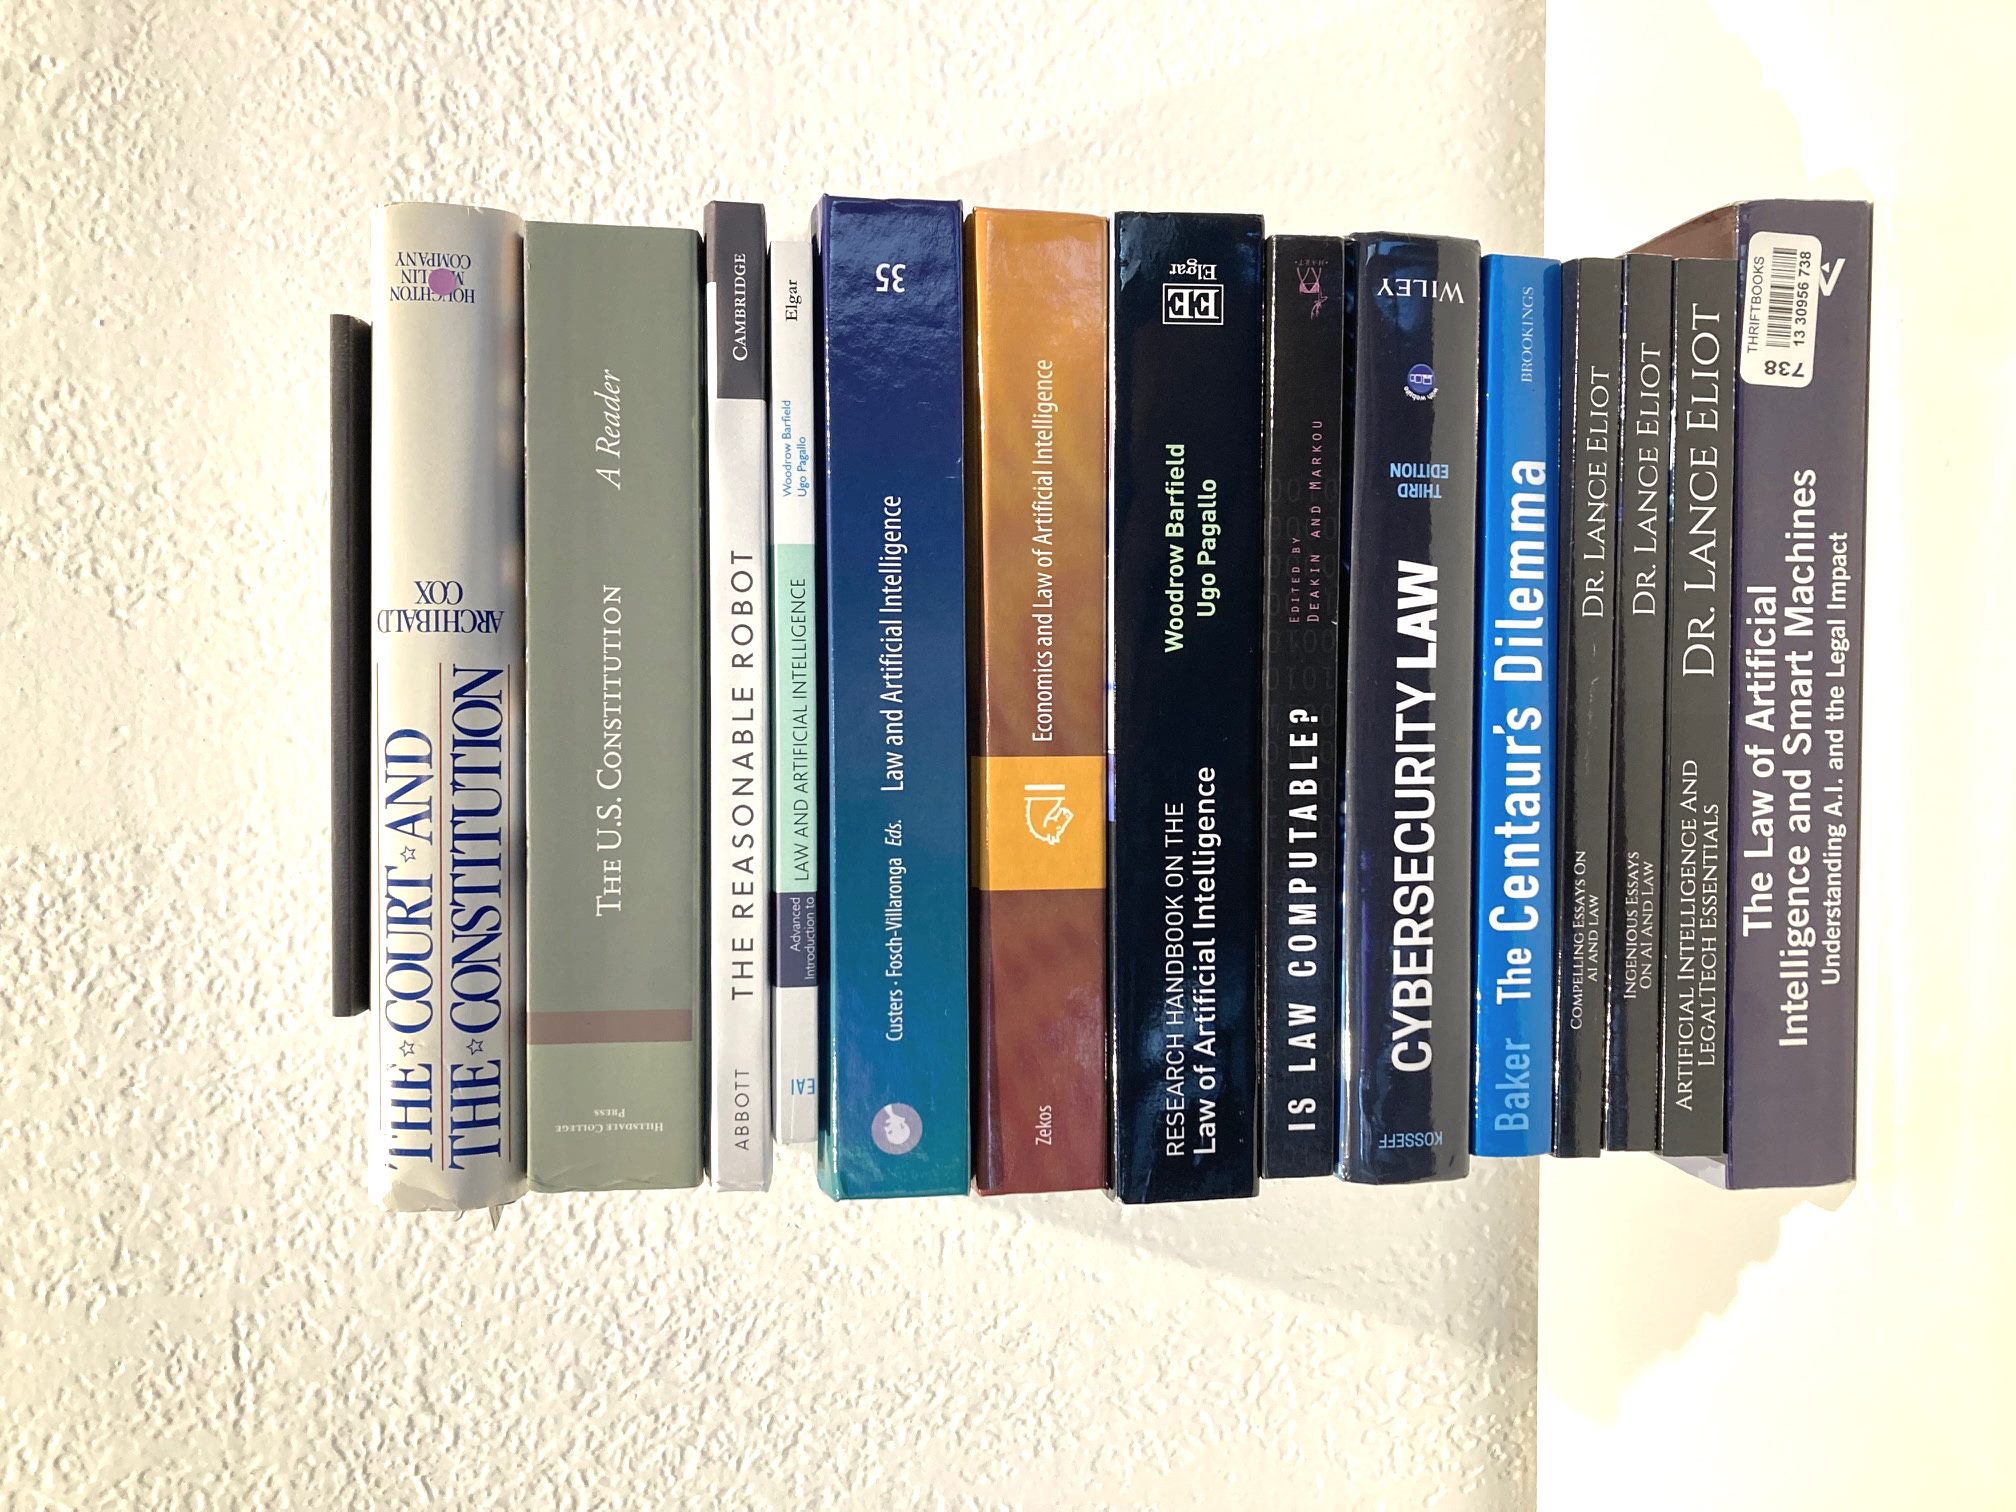 THE COURT AND
THE CONSTITUTION
ARCHIBALD
COX
COMPANY
HILLSDALE COLLEGE
PRESS
THE U.S. CONSTITUTION
A Reader
ABBOTT
THE REASONABLE ROBOT
CAMBRIDGE
EAI
Advanced
Introduction to
LAW AND ARTIFICIAL INTELLIGENCE
Woodrow Barfield
Ugo Pagallo
Elgar
Custers · Fosch-Villaronga Eds.
Law and Artificial Intelligence
35
Zekos
Economics and Law of Artificial Intelligence
RESEARCH HANDBOOK ON THE
Law of Artificial Intelligence
Woodrow Barfield
Ugo Pagallo
EE
Elgar
IS LAW COMPUTABLE?
EDITED BY
DEAKIN AND MARKOU
KOSSEFF
CYBERSECURITY LAW
THIRD
EDITION
WILEY
Baker
The Centaur's Dilemma
BROOKINGS
COMPELLING ESSAYS ON
AI AND LAW
DR. LANCE ELIOT
INGENIOUS ESSAYS
ON AI AND LAW
DR. LANCE ELIOT
ARTIFICIAL INTELLIGENCE AND
LEGALTECH ESSENTIALS
DR. LANCE ELIOT
The Law of Artificial
Intelligence and Smart Machines
Understanding A.I. and the Legal Impact
THRIFTBOOKS
738
13 30956 738